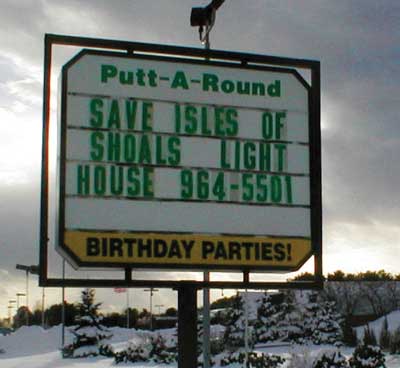 Putt-A-Round
SAVE ISLES OF
SHOALS LIGHT
HOUSE 964-5501
BIRTHDAY PARTIES!